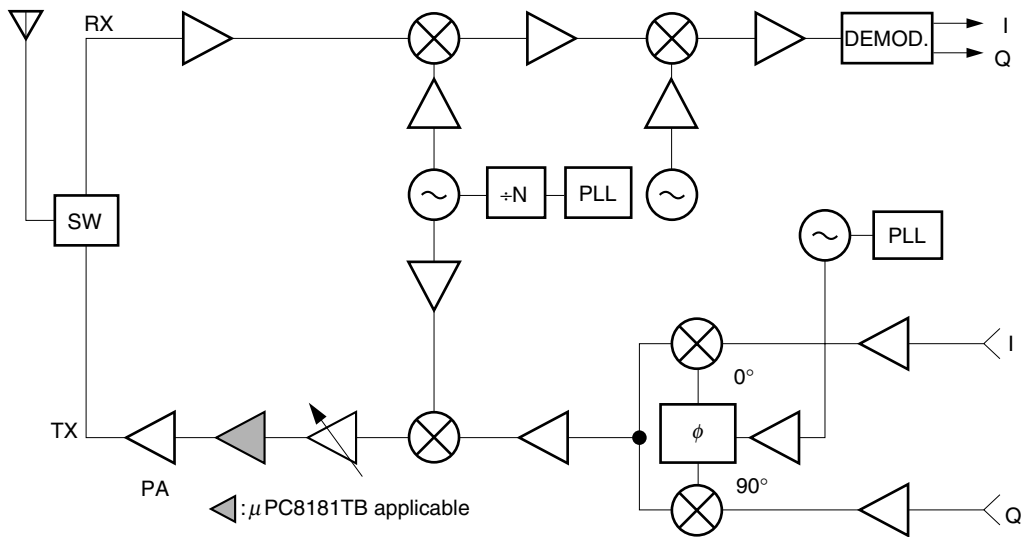 RX
DEMOD.
I
Q
SW
÷N
PLL
PLL
I
0°
TX
φ
PA
90°
: μPC8181TB applicable
Q